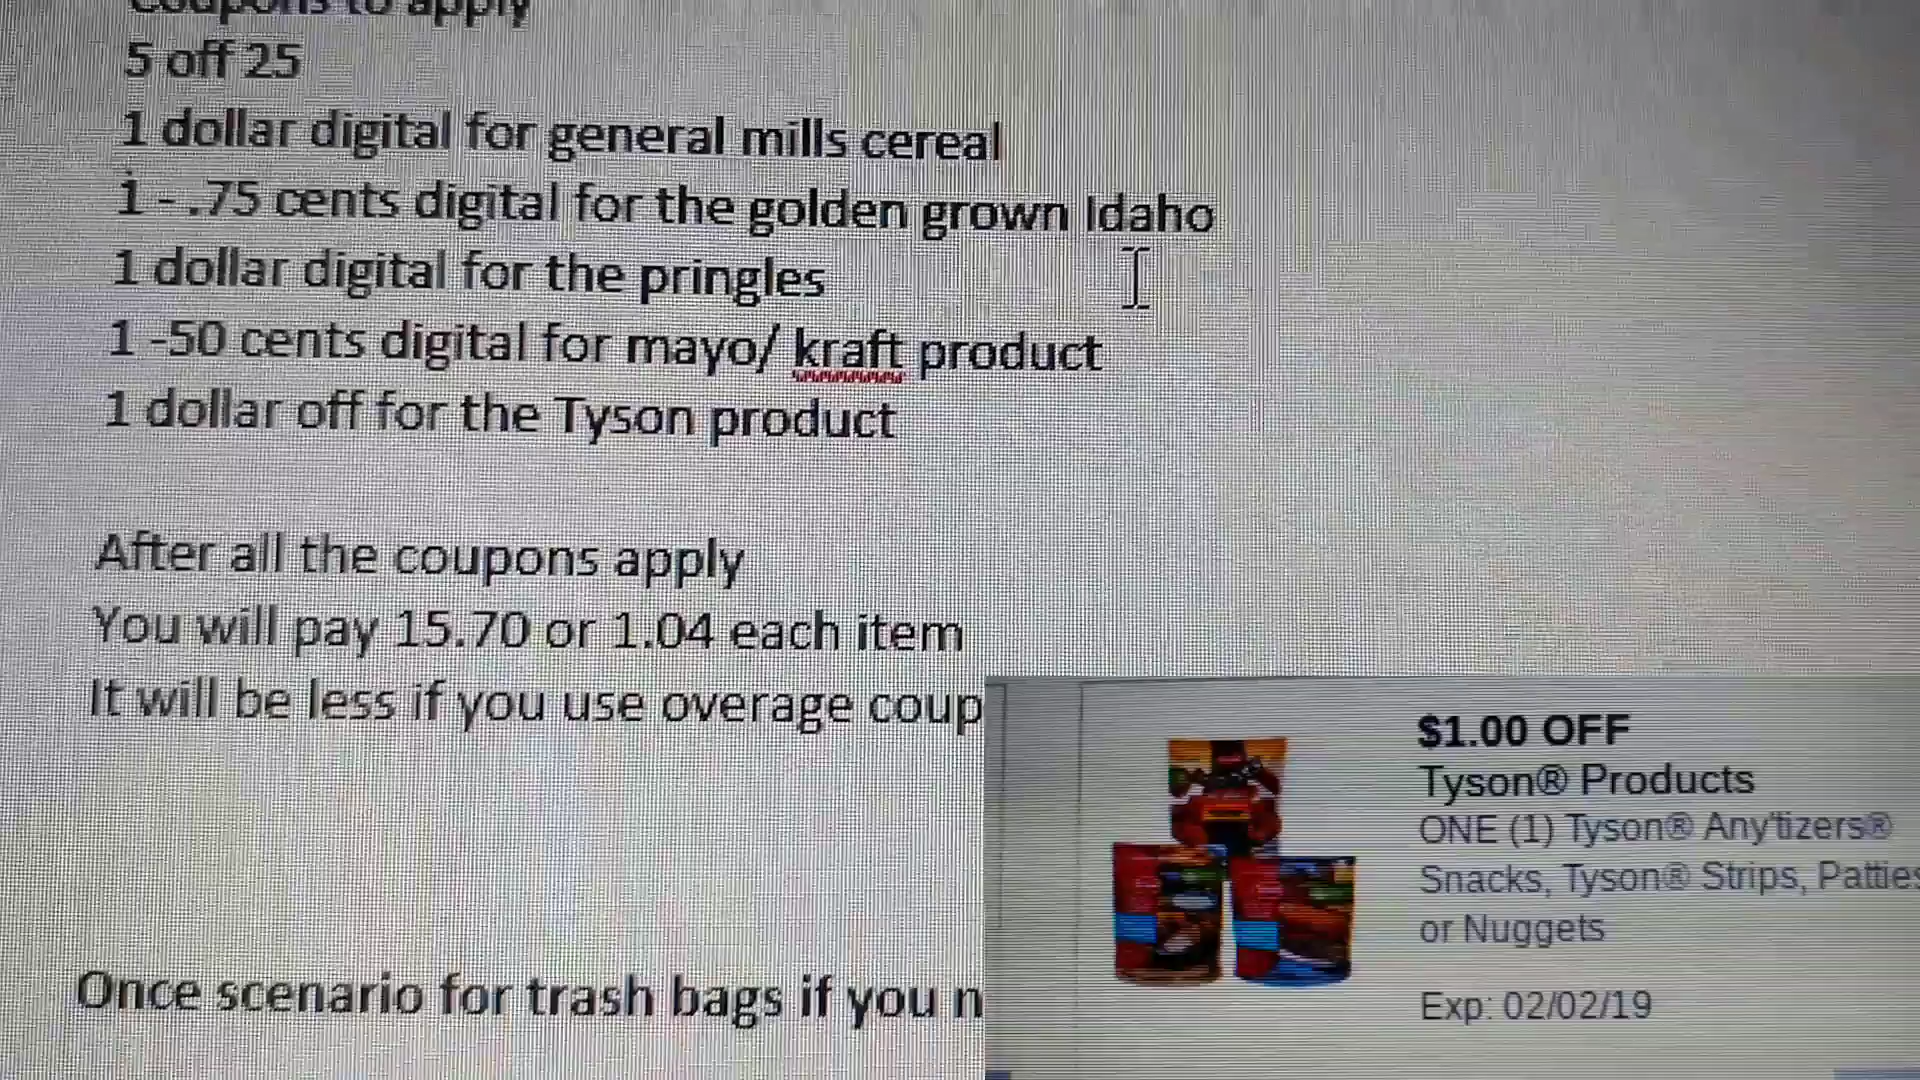 Coupons to apply
5 off 25
1 dollar digital for general mills cereal
1 - .75 cents digital for the golden grown Idaho
1 dollar digital for the pringles
1 -50 cents digital for mayo/ kraft product
1 dollar off for the Tyson product
After all the coupons apply
You will pay 15.70 or 1.04 each item
It will be less if you use overage coup
Once scenario for trash bags if you n
$1.00 OFF
Tyson® Products
ONE (1) Tyson® Any'tizers®
Snacks, Tyson® Strips, Patties
or Nuggets
Exp: 02/02/19